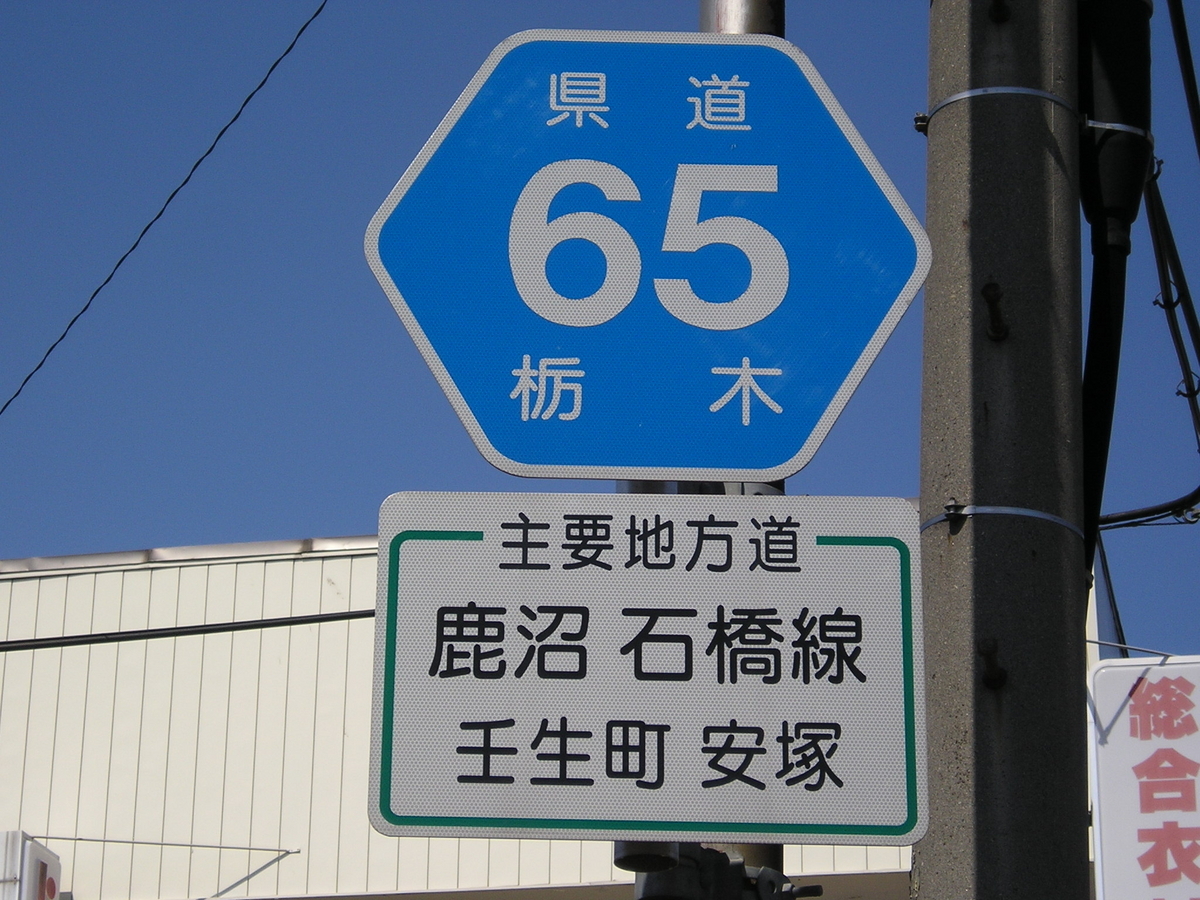 県 道
65
栃 木
主要地方道
鹿沼 石橋線
壬生町 安塚
総合衣